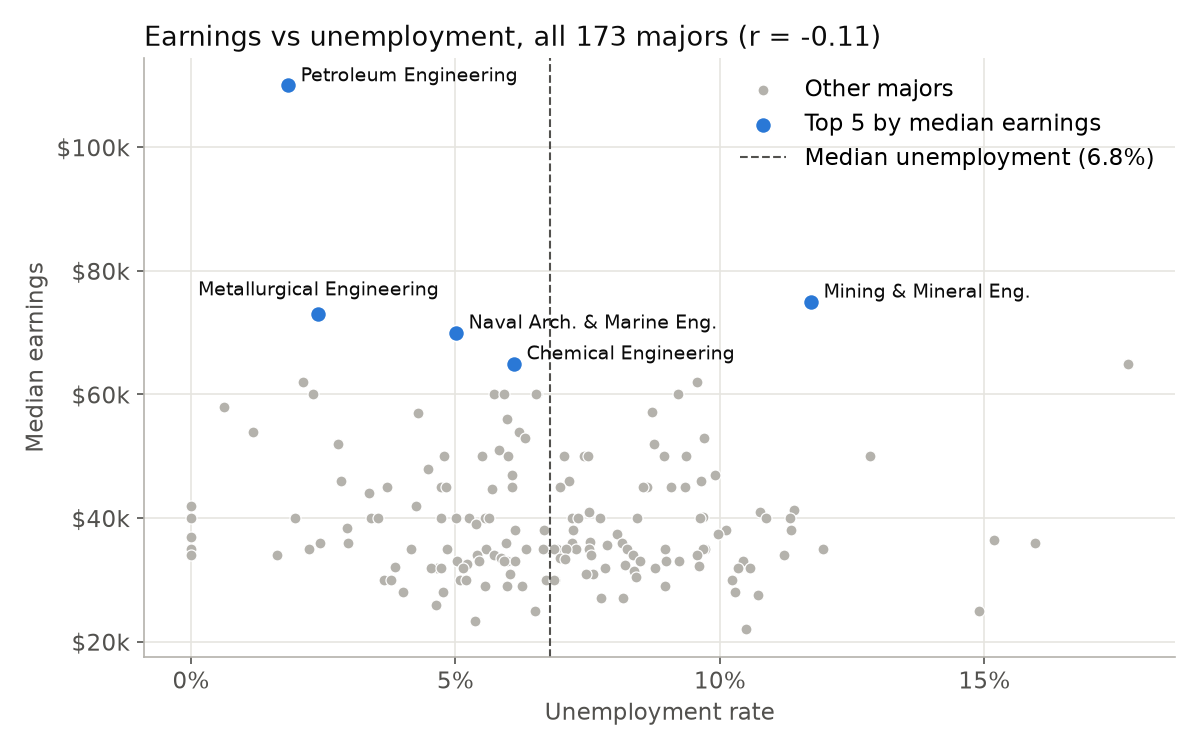 Earnings vs unemployment, all 173 majors (r = -0.11)
Petroleum Engineering
Other majors
Top 5 by median earnings
Median unemployment (6.8%)
$100k
$80k
Metallurgical Engineering
Mining & Mineral Eng.
Naval Arch. & Marine Eng.
Chemical Engineering
$60k
$40k
$20k
Median earnings
0%
5%
10%
15%
Unemployment rate